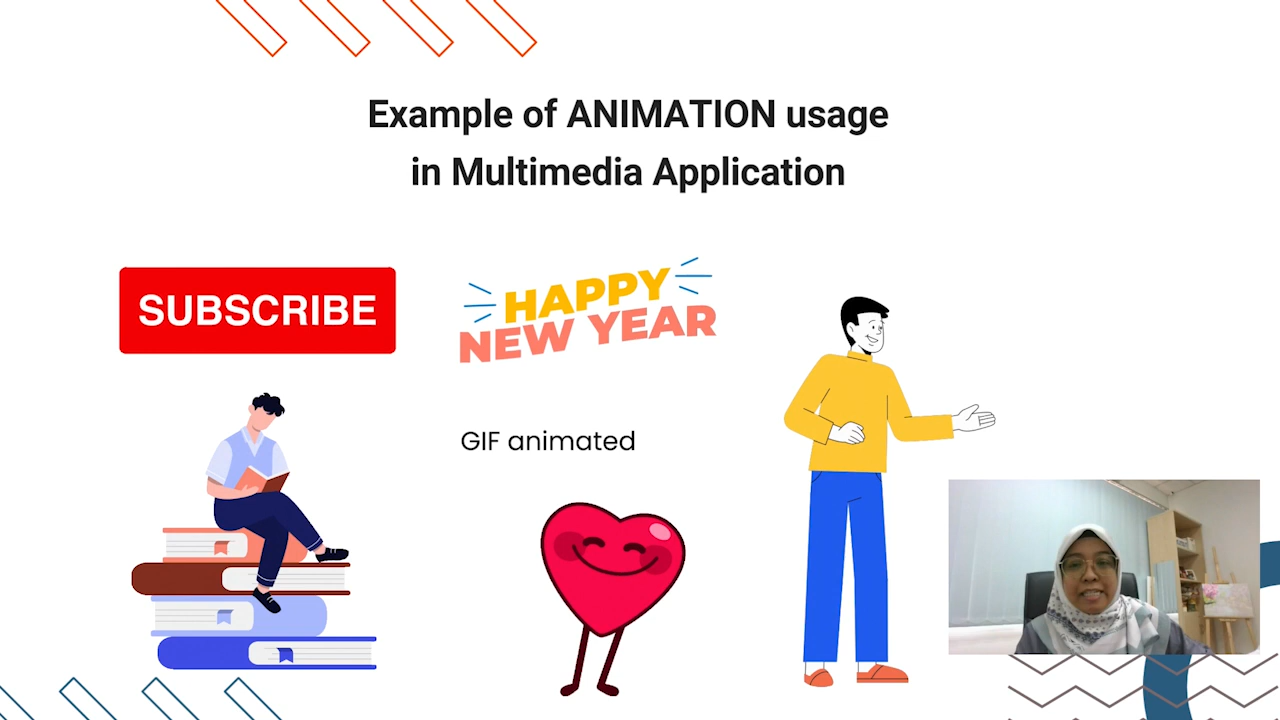 Example of ANIMATION usage
in Multimedia Application
SUBSCRIBE
HAPPY
NEW YEAR
GIF animated